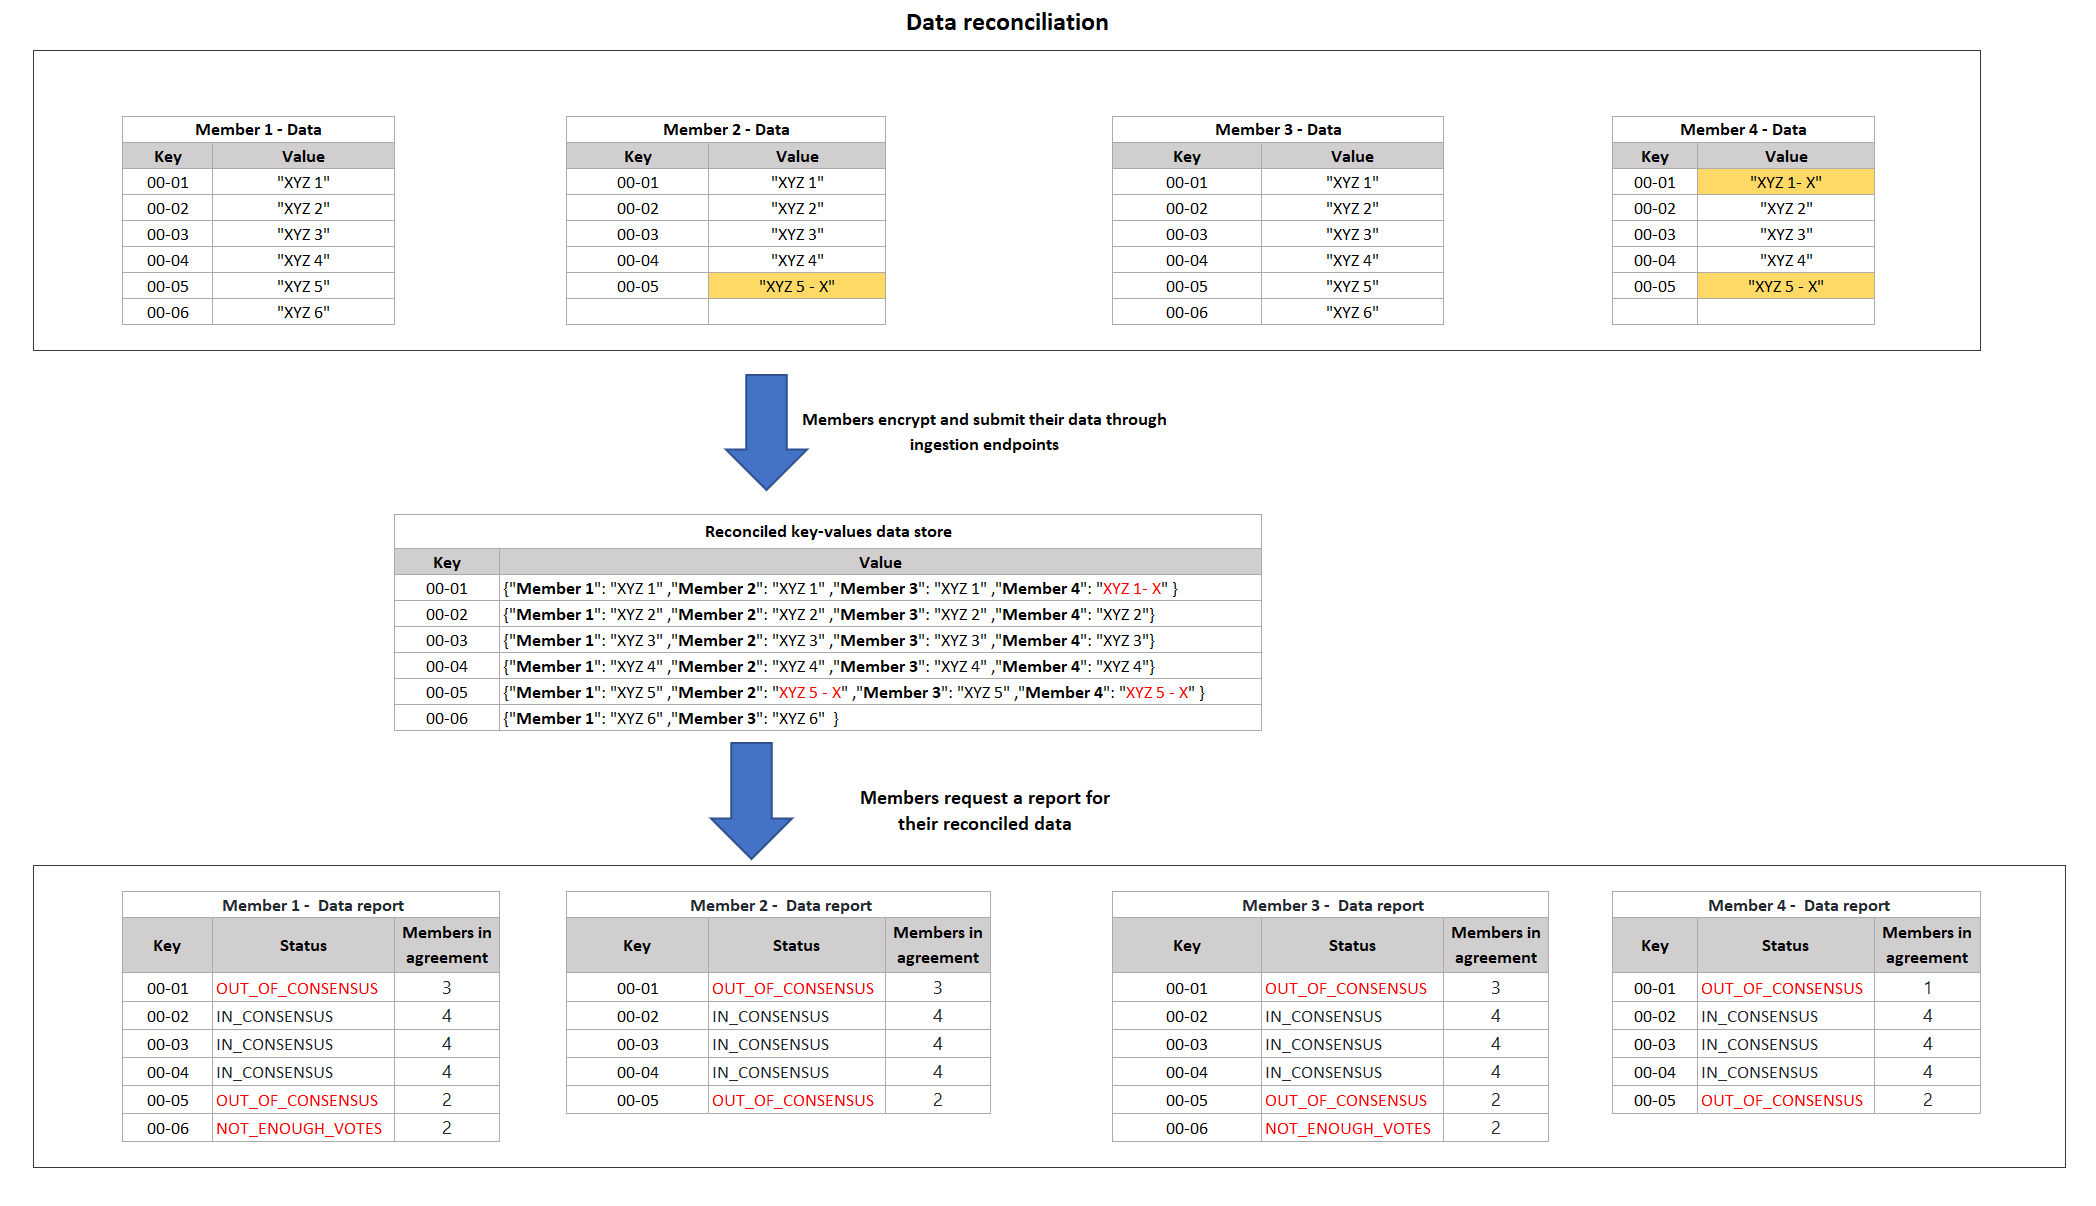 Data reconciliation
Member 1 - Data
Key Value
00-01 "XYZ 1"
00-02 "XYZ 2"
00-03 "XYZ 3"
00-04 "XYZ 4"
00-05 "XYZ 5"
00-06 "XYZ 6"
Member 2 - Data
Key Value
00-01 "XYZ 1"
00-02 "XYZ 2"
00-03 "XYZ 3"
00-04 "XYZ 4"
00-05 "XYZ 5 - X"
Member 3 - Data
Key Value
00-01 "XYZ 1"
00-02 "XYZ 2"
00-03 "XYZ 3"
00-04 "XYZ 4"
00-05 "XYZ 5"
00-06 "XYZ 6"
Member 4 - Data
Key Value
00-01 "XYZ 1- X"
00-02 "XYZ 2"
00-03 "XYZ 3"
00-04 "XYZ 4"
00-05 "XYZ 5 - X"
Members encrypt and submit their data through
ingestion endpoints
Reconciled key-values data store
Key Value
00-01 {"Member 1": "XYZ 1" ,"Member 2": "XYZ 1" ,"Member 3": "XYZ 1" ,"Member 4": "XYZ 1- X" }
00-02 {"Member 1": "XYZ 2" ,"Member 2": "XYZ 2" ,"Member 3": "XYZ 2" ,"Member 4": "XYZ 2"}
00-03 {"Member 1": "XYZ 3" ,"Member 2": "XYZ 3" ,"Member 3": "XYZ 3" ,"Member 4": "XYZ 3"}
00-04 {"Member 1": "XYZ 4" ,"Member 2": "XYZ 4" ,"Member 3": "XYZ 4" ,"Member 4": "XYZ 4"}
00-05 {"Member 1": "XYZ 5" ,"Member 2": "XYZ 5 - X" ,"Member 3": "XYZ 5" ,"Member 4": "XYZ 5 - X" }
00-06 {"Member 1": "XYZ 6" ,"Member 3": "XYZ 6" }
Members request a report for
their reconciled data
Member 1 - Data report
Key Status Members in
agreement
00-01 OUT_OF_CONSENSUS 3
00-02 IN_CONSENSUS 4
00-03 IN_CONSENSUS 4
00-04 IN_CONSENSUS 4
00-05 OUT_OF_CONSENSUS 2
00-06 NOT_ENOUGH_VOTES 2
Member 2 - Data report
Key Status Members in
agreement
00-01 OUT_OF_CONSENSUS 3
00-02 IN_CONSENSUS 4
00-03 IN_CONSENSUS 4
00-04 IN_CONSENSUS 4
00-05 OUT_OF_CONSENSUS 2
Member 3 - Data report
Key Status Members in
agreement
00-01 OUT_OF_CONSENSUS 3
00-02 IN_CONSENSUS 4
00-03 IN_CONSENSUS 4
00-04 IN_CONSENSUS 4
00-05 OUT_OF_CONSENSUS 2
00-06 NOT_ENOUGH_VOTES 2
Member 4 - Data report
Key Status Members in
agreement
00-01 OUT_OF_CONSENSUS 1
00-02 IN_CONSENSUS 4
00-03 IN_CONSENSUS 4
00-04 IN_CONSENSUS 4
00-05 OUT_OF_CONSENSUS 2